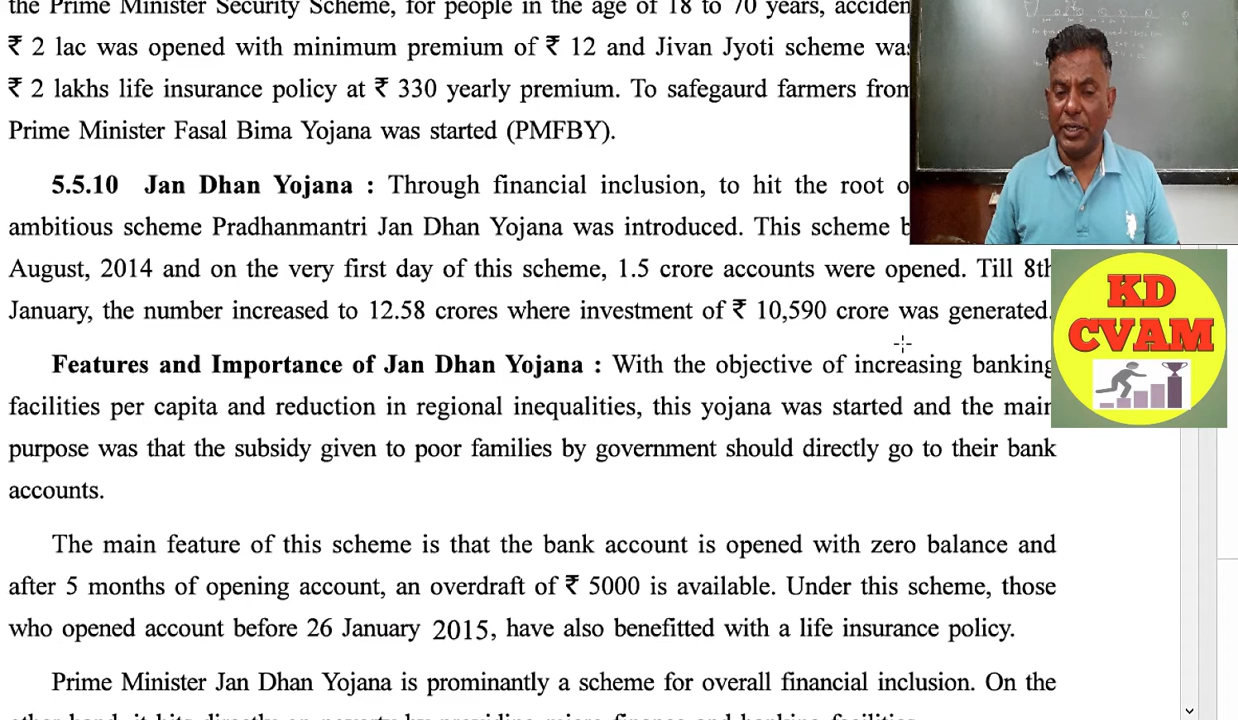 the Prime Minister Security Scheme, for people in the age of 18 to 70 years,
₹ 2 lac was opened with minimum premium of ₹ 12 and Jivan Jyoti scheme
₹ 2 lakhs life insurance policy at ₹ 330 yearly premium. To safegaurd farmers from
Prime Minister Fasal Bima Yojana was started (PMFBY).
5.5.10 Jan Dhan Yojana : Through financial inclusion, to hit the root
ambitious scheme Pradhanmantri Jan Dhan Yojana was introduced. This scheme
August, 2014 and on the very first day of this scheme, 1.5 crore accounts were opened. Till 8th
January, the number increased to 12.58 crores where investment of ₹ 10,590 crore was generated.
KD
CVAM
Features and Importance of Jan Dhan Yojana : With the objective of increasing banking
facilities per capita and reduction in regional inequalities, this yojana was started and the main
purpose was that the subsidy given to poor families by government should directly go to their bank
accounts.
The main feature of this scheme is that the bank account is opened with zero balance and
after 5 months of opening account, an overdraft of ₹ 5000 is available. Under this scheme, those
who opened account before 26 January 2015, have also benefitted with a life insurance policy.
Prime Minister Jan Dhan Yojana is prominantly a scheme for overall financial inclusion. On the